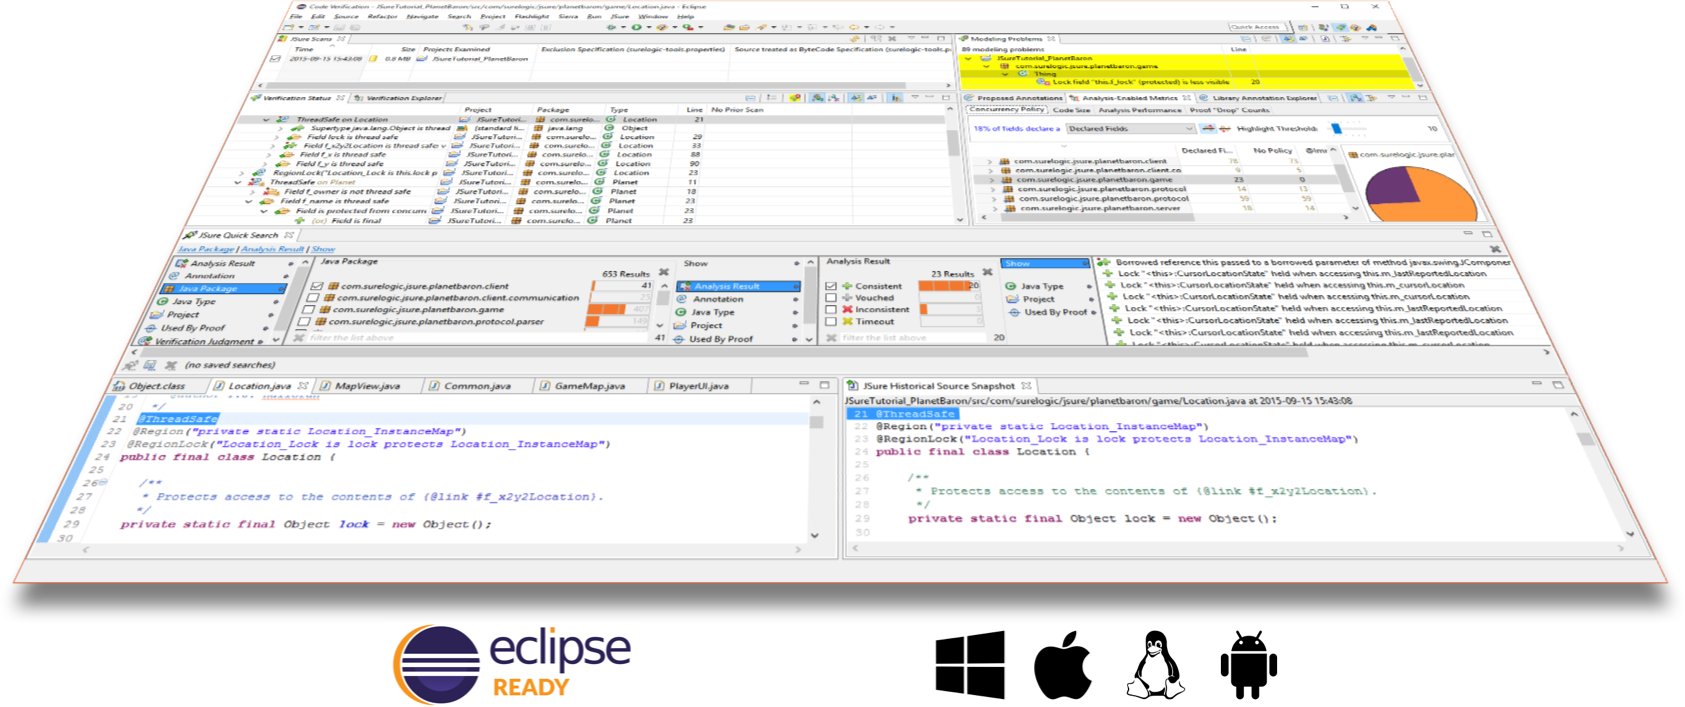 Code Verification - JSureTutorial_PlanetBaron/src/com/surelogic/jsure/planetbaron/game/Location.java - Eclipse
File Edit Source Refactor Navigate Search Project Flashlight Sierra Run JSure Window Help
Quick Access
JSure Scans
Time Size Projects Examined Exclusion Specification (surelogic-tools.properties) Source treated as ByteCode Specification (surelogic-tools.p
2015-09-15 15:43:08 0.8 MB JSureTutorial_PlanetBaron
Modeling Problems
89 modeling problems Line
JSureTutorial_PlanetBaron
com.surelogic.jsure.planetbaron.game
Thing
Lock field "this.f_lock" (protected) is less visible 20
Verification Status Verification Explorer
Project Package Type Line No Prior Scan
ThreadSafe on Location JSureTutori... com.surelo... Location 21
Supertype java.lang.Object is thread (standard li... java.lang Object
Field lock is thread safe JSureTutori... com.surelo... Location 29
Field f_x2y2Location is thread safe v JSureTutori... com.surelo... Location 33
Field f_x is thread safe JSureTutori... com.surelo... Location 88
Field f_y is thread safe JSureTutori... com.surelo... Location 90
RegionLock("Location_Lock is this.lock p JSureTutori... com.surelo... Location 23
ThreadSafe on Planet JSureTutori... com.surelo... Planet 11
Field f_owner is not thread safe JSureTutori... com.surelo... Planet 18
Field f_name is thread safe JSureTutori... com.surelo... Planet 23
Field is protected from concurr JSureTutori... com.surelo... Planet 23
(or) Field is final JSureTutori... com.surelo... Planet 23
Proposed Annotations Analysis-Enabled Metrics Library Annotation Explorer
Concurrency Policy Code Size Analysis Performance Proof "Drop" Counts
18% of fields declare a Declared Fields Highlight Thresholds 10
Declared Fi... No Policy @Imm
com.surelogic.jsure.planetbaron.client 78 73
com.surelogic.jsure.planetbaron.client.co
com.surelogic.jsure.planetbaron.game 23 0
com.surelogic.jsure.planetbaron.protocol 14 13
com.surelogic.jsure.planetbaron.protocol 59 59
com.surelogic.jsure.planetbaron.server 18 14
com.surelogic.jsure.plar
JSure Quick Search
Java Package | Analysis Result | Show
Analysis Result
Annotation
Java Package
Java Type
Project
Used By Proof
Verification Judgment
Java Package
653 Results
com.surelogic.jsure.planetbaron.client 41
com.surelogic.jsure.planetbaron.client.communication 25
com.surelogic.jsure.planetbaron.game 407
com.surelogic.jsure.planetbaron.protocol.parser 149
filter the list above 41
Show
Analysis Result
Annotation
Java Type
Project
Used By Proof
Analysis Result
23 Results
Consistent 20
Vouched 0
Inconsistent 3
Timeout 0
filter the list above 20
Show
Java Type
Project
Used By Proof
Borrowed reference this passed to a borrowed parameter of method javax.swing.JComponer
Lock "<this>:CursorLocationState" held when accessing this.m_lastReportedLocation
Lock "<this>:CursorLocationState" held when accessing this.m_cursorLocation
Lock "<this>:CursorLocationState" held when accessing this.m_cursorLocation
Lock "<this>:CursorLocationState" held when accessing this.m_lastReportedLocation
Lock "<this>:CursorLocationState" held when accessing this.m_lastReportedLocation
Lock "<this>:CursorLocationState" held when accessing this.m_lastReportedLocation
Lock "<this>:CursorLocationState" held when accessing this.m_lastReportedLocation
(no saved searches)
Object.class Location.java MapView.java Common.java GameMap.java PlayerUI.java
20 */
21 @ThreadSafe
22 @Region("private static Location_InstanceMap")
23 @RegionLock("Location_Lock is lock protects Location_InstanceMap")
24 public final class Location {
25
26 /**
27 * Protects access to the contents of {@link #f_x2y2Location}.
28 */
29 private static final Object lock = new Object();
30
JSure Historical Source Snapshot
JSureTutorial_PlanetBaron/src/com/surelogic/jsure/planetbaron/game/Location.java at 2015-09-15 15:43:08
21 @ThreadSafe
22 @Region("private static Location_InstanceMap")
23 @RegionLock("Location_Lock is lock protects Location_InstanceMap")
24 public final class Location {
25
26 /**
27 * Protects access to the contents of {@link #f_x2y2Location}.
28 */
29 private static final Object lock = new Object();
30
eclipse
READY